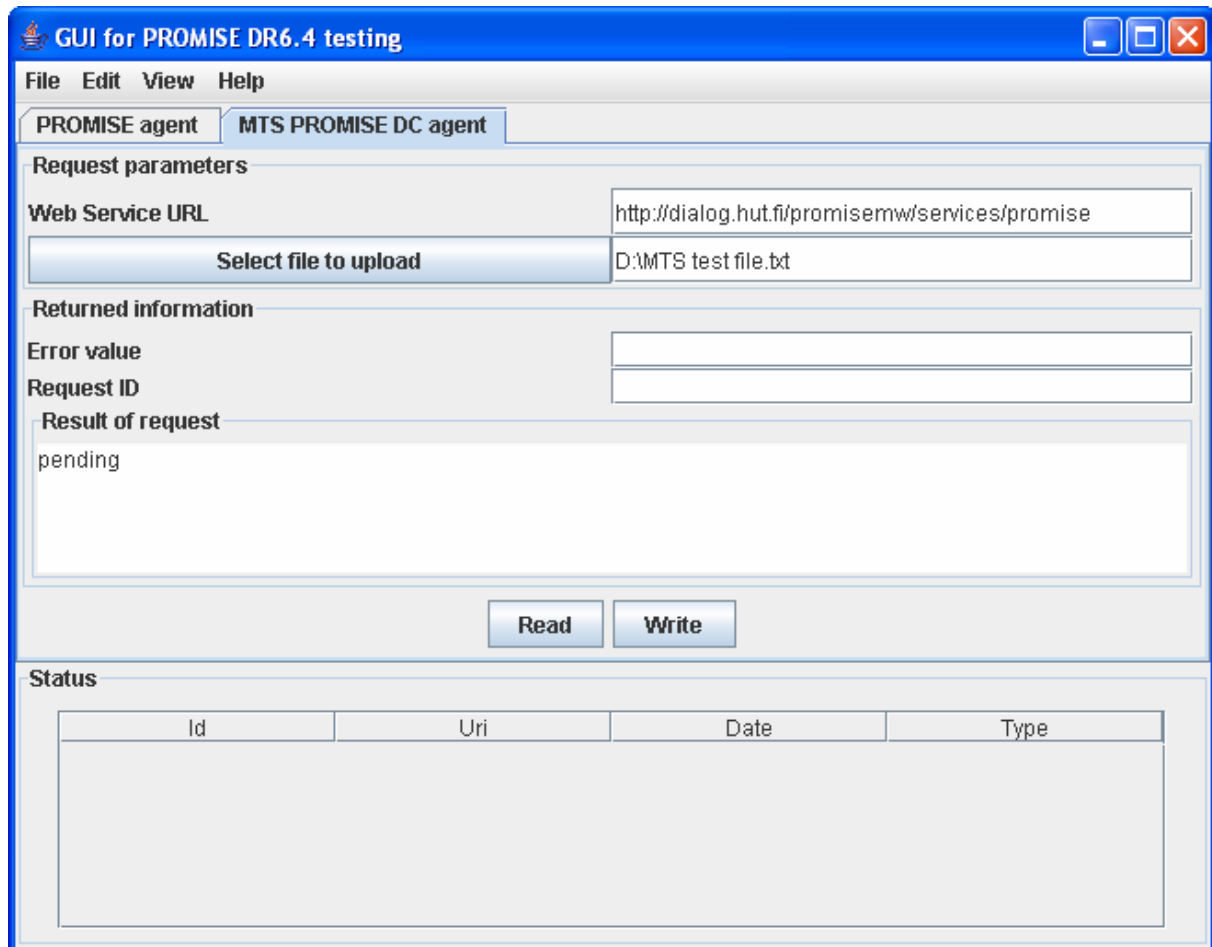 GUI for PROMISE DR6.4 testing
File Edit View Help
PROMISE agent MTS PROMISE DC agent
Request parameters
Web Service URL http://dialog.hut.fi/promisemw/services/promise
Select file to upload D:\MTS test file.txt
Returned information
Error value
Request ID
Result of request
pending
Read Write
Status
Id Uri Date Type